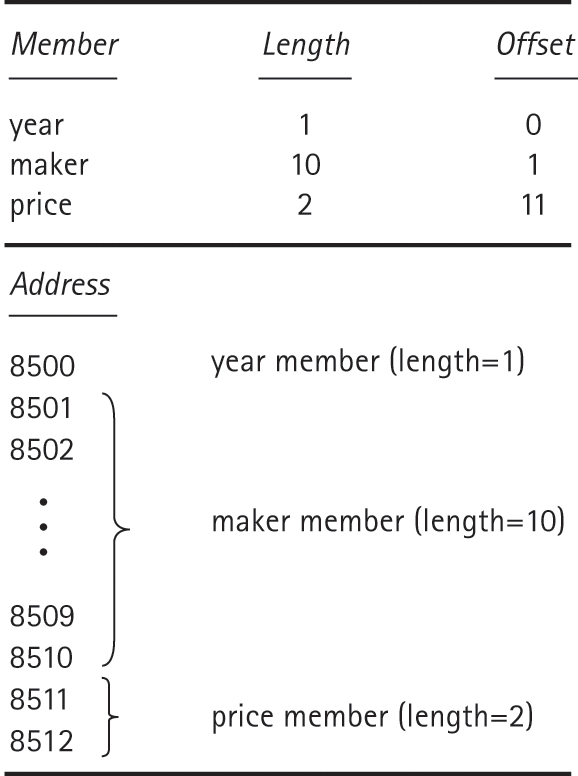 Member Length Offset
year 1 0
maker 10 1
price 2 11
Address
8500 year member (length=1)
8501
8502
maker member (length=10)
8509
8510
8511
price member (length=2)
8512